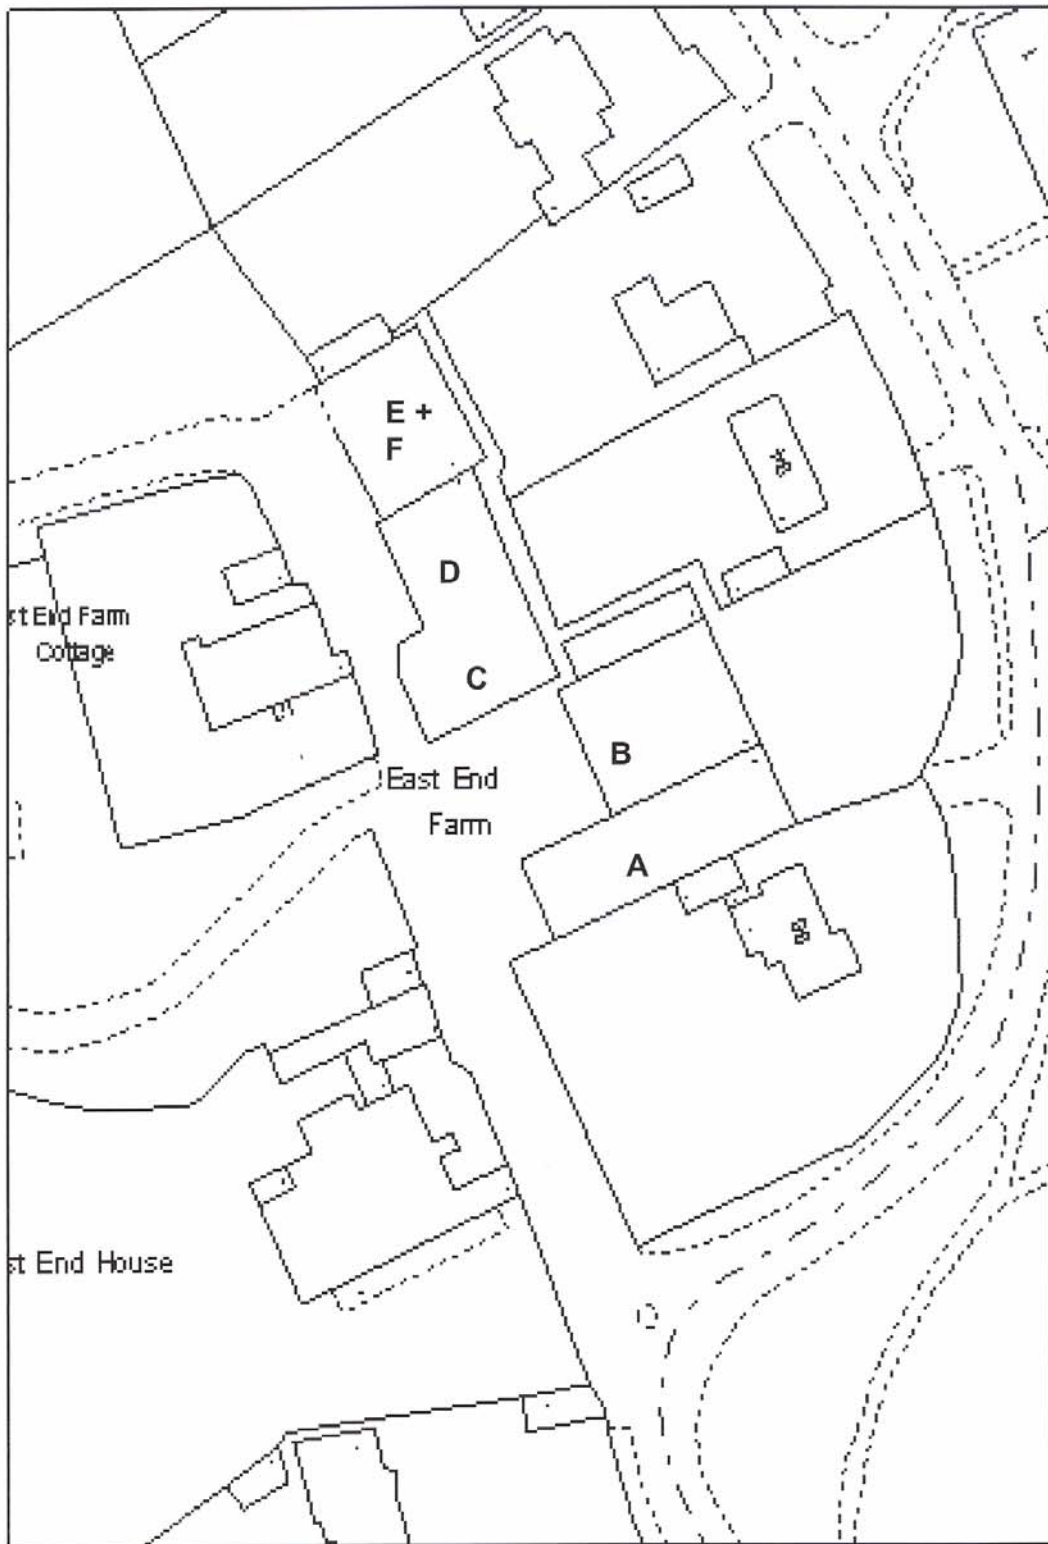 E +
F
D
st End Farm
Cottage
C
B
East End
Farm
A
st End House